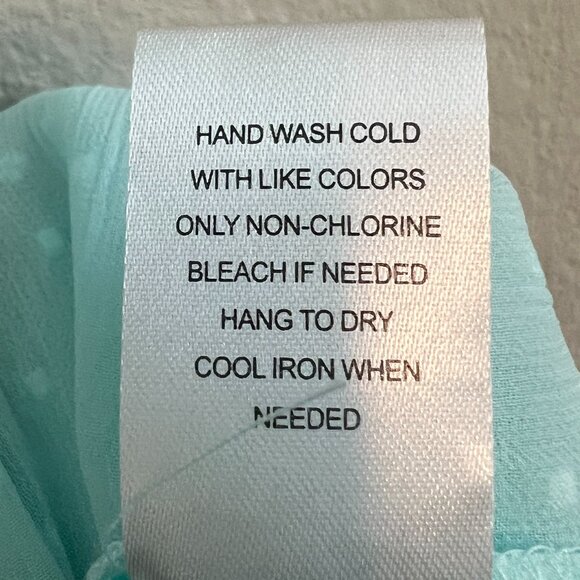 HAND WASH COLD
WITH LIKE COLORS
ONLY NON-CHLORINE
BLEACH IF NEEDED
HANG TO DRY
COOL IRON WHEN
NEEDED